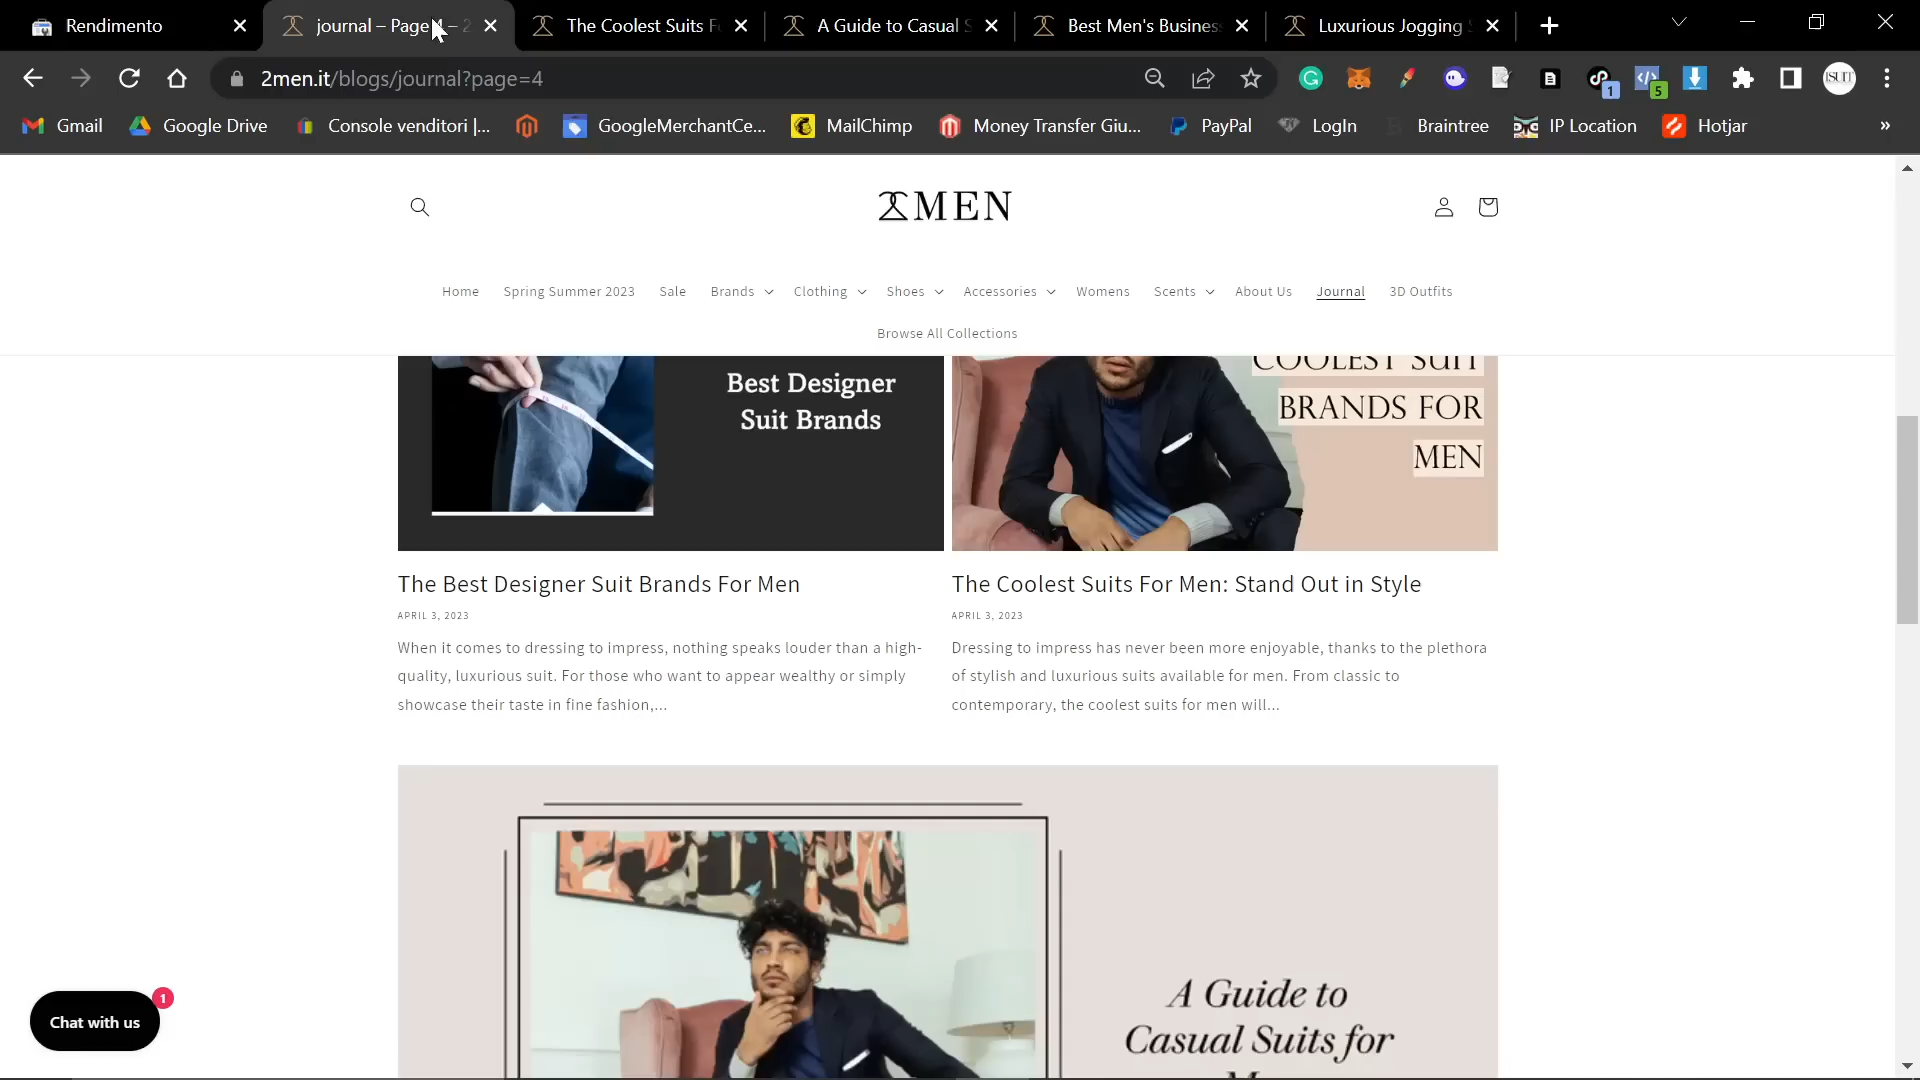 Rendimento
journal – Page 4 – 2
The Coolest Suits F
A Guide to Casual S
Best Men's Business
Luxurious Jogging S
2men.it/blogs/journal?page=4
1
5
ISUIT
Gmail
Google Drive
Console venditori |...
GoogleMerchantCe...
MailChimp
Money Transfer Giu...
PayPal
LogIn
Braintree
IP Location
Hotjar
»
2MEN
Home
Spring Summer 2023
Sale
Brands
Clothing
Shoes
Accessories
Womens
Scents
About Us
Journal
3D Outfits
Browse All Collections
Best Designer
Suit Brands
COOLEST SUIT
BRANDS FOR
MEN
The Best Designer Suit Brands For Men
APRIL 3, 2023
When it comes to dressing to impress, nothing speaks louder than a high-
quality, luxurious suit. For those who want to appear wealthy or simply
showcase their taste in fine fashion,...
The Coolest Suits For Men: Stand Out in Style
APRIL 3, 2023
Dressing to impress has never been more enjoyable, thanks to the plethora
of stylish and luxurious suits available for men. From classic to
contemporary, the coolest suits for men will...
A Guide to
Casual Suits for
Chat with us
1